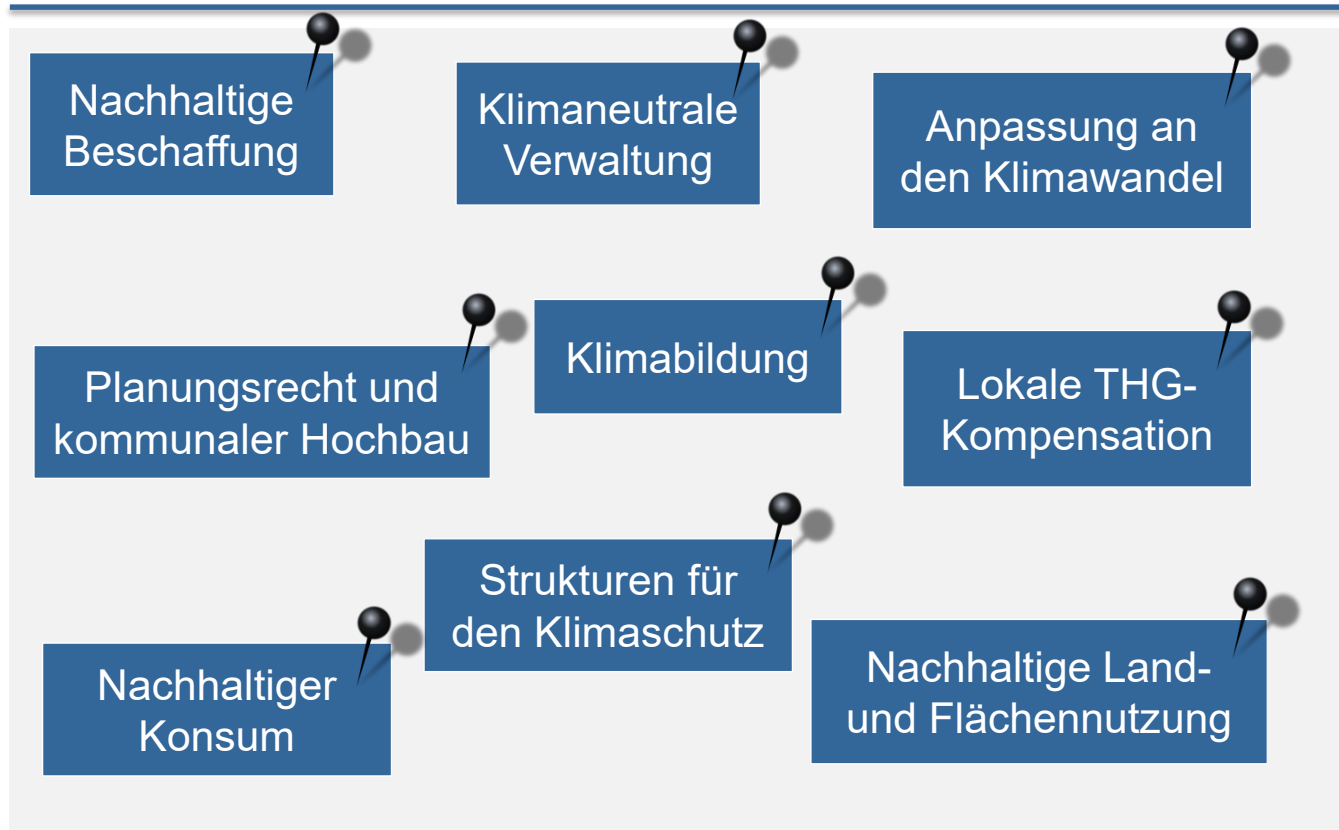 Nachhaltige
Beschaffung
Klimaneutrale
Verwaltung
Anpassung an
den Klimawandel
Planungsrecht und
kommunaler Hochbau
Klimabildung
Lokale THG-
Kompensation
Nachhaltiger
Konsum
Strukturen für
den Klimaschutz
Nachhaltige Land-
und Flächennutzung